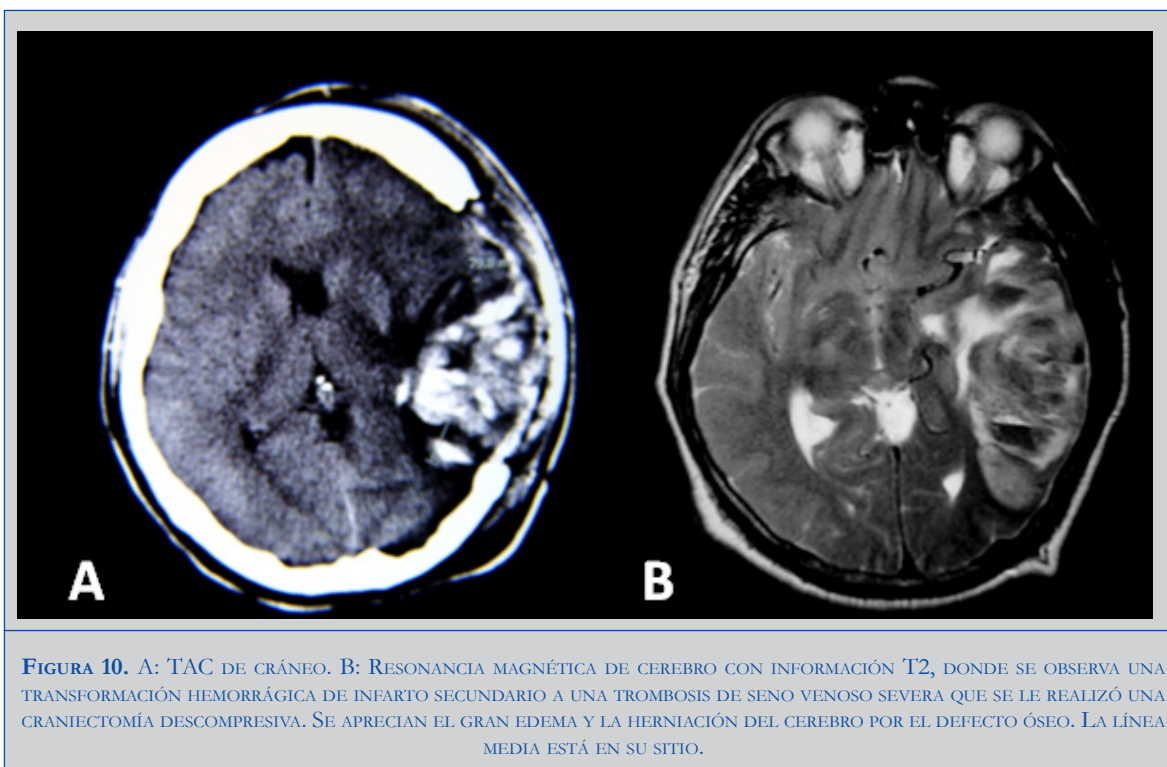 A
B
FIGURA 10. A: TAC DE CRÁNEO. B: RESONANCIA MAGNÉTICA DE CEREBRO CON INFORMACIÓN T2, DONDE SE OBSERVA UNA
TRANSFORMACIÓN HEMORRÁGICA DE INFARTO SECUNDARIO A UNA TROMBOSIS DE SENO VENOSO SEVERA QUE SE LE REALIZÓ UNA
CRANIECTOMÍA DESCOMPRESIVA. SE APRECIAN EL GRAN EDEMA Y LA HERNIACIÓN DEL CEREBRO POR EL DEFECTO ÓSEO. LA LÍNEA
MEDIA ESTÁ EN SU SITIO.